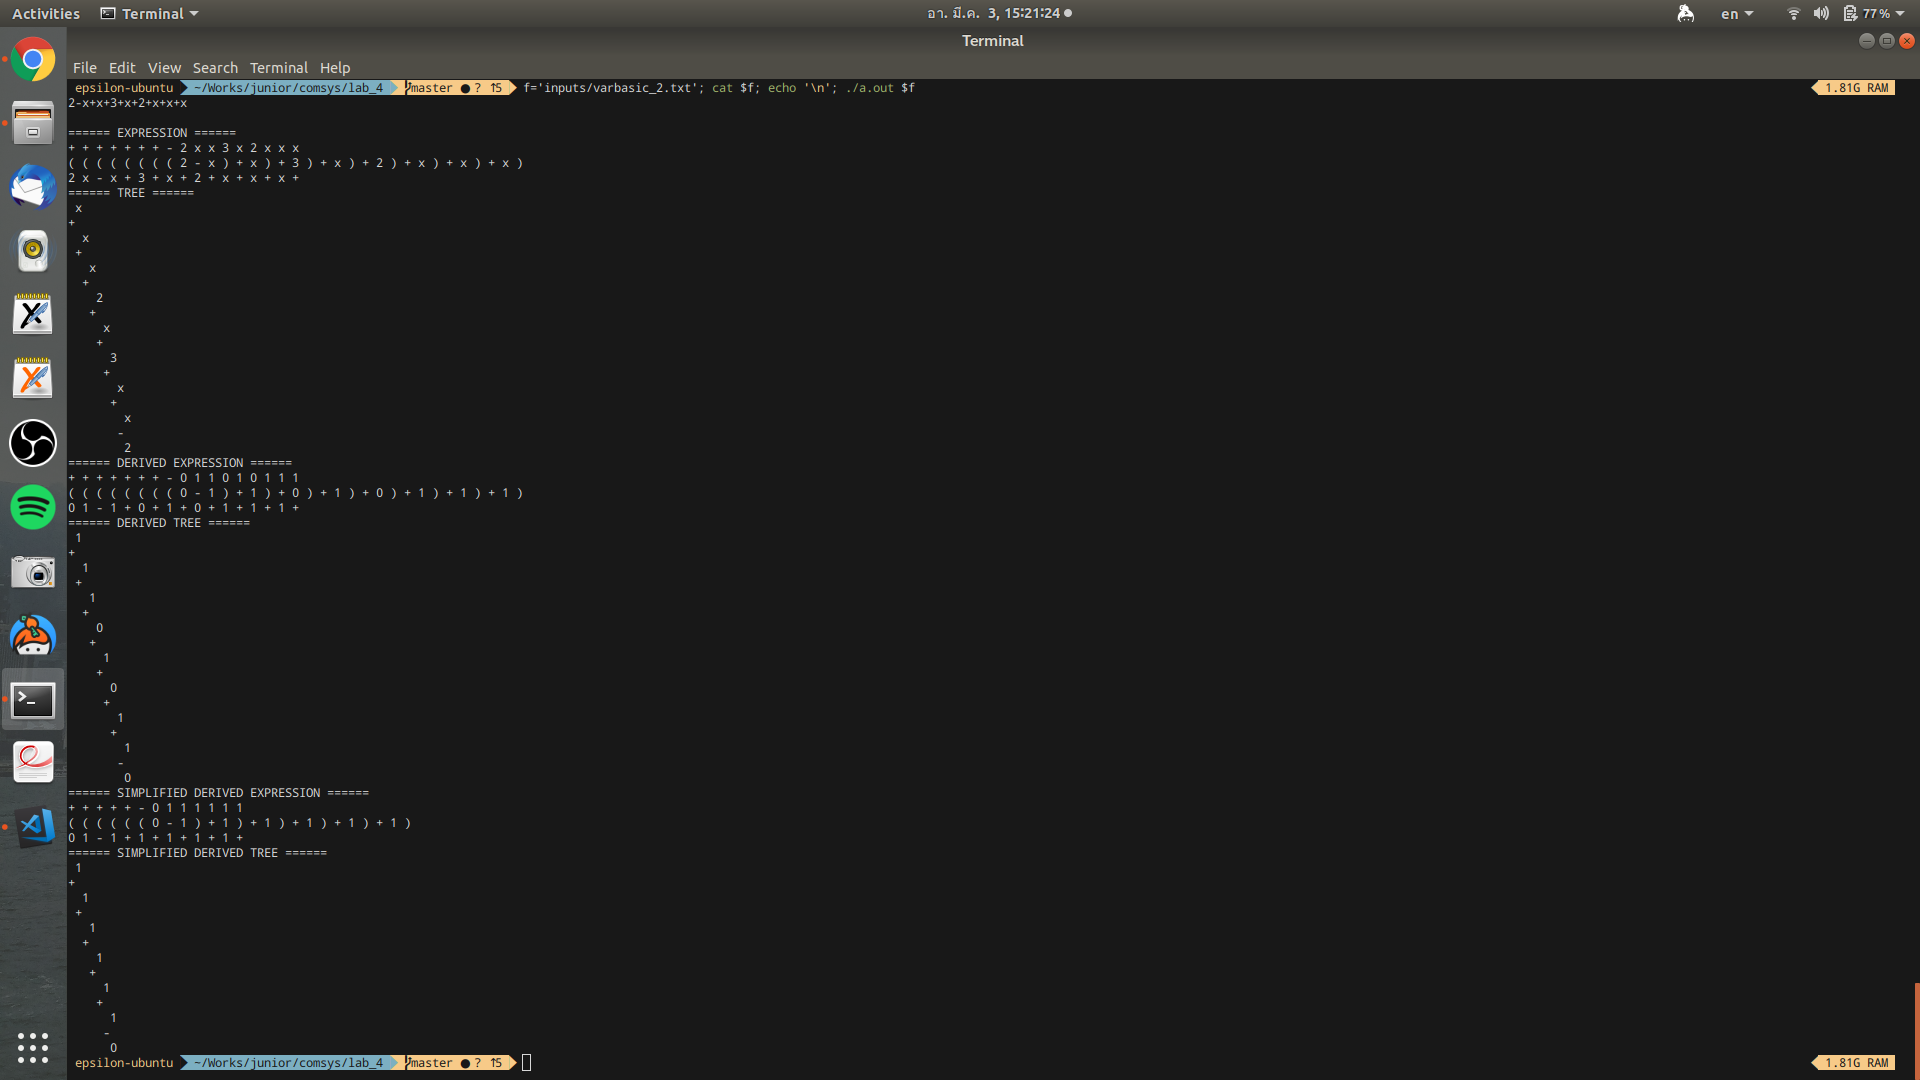 Activities Terminal อา. มี.ค. 3, 15:21:24 en 77 %
Terminal
File Edit View Search Terminal Help
epsilon-ubuntu ~/Works/junior/comsys/lab_4 master ● ? ↑5 f='inputs/varbasic_2.txt'; cat $f; echo '\n'; ./a.out $f 1.81G RAM
2-x+x+3+x+2+x+x+x
====== EXPRESSION ======
+ + + + + + + - 2 x x 3 x 2 x x x
( ( ( ( ( ( ( ( 2 - x ) + x ) + 3 ) + x ) + 2 ) + x ) + x ) + x )
2 x - x + 3 + x + 2 + x + x + x +
====== TREE ======
x
+
x
+
x
+
2
+
x
+
3
+
x
+
x
-
2
====== DERIVED EXPRESSION ======
+ + + + + + + - 0 1 1 0 1 0 1 1 1
( ( ( ( ( ( ( ( 0 - 1 ) + 1 ) + 0 ) + 1 ) + 0 ) + 1 ) + 1 ) + 1 )
0 1 - 1 + 0 + 1 + 0 + 1 + 1 + 1 +
====== DERIVED TREE ======
1
+
1
+
1
+
0
+
1
+
0
+
1
+
1
-
0
====== SIMPLIFIED DERIVED EXPRESSION ======
+ + + + + - 0 1 1 1 1 1 1
( ( ( ( ( ( 0 - 1 ) + 1 ) + 1 ) + 1 ) + 1 ) + 1 )
0 1 - 1 + 1 + 1 + 1 + 1 +
====== SIMPLIFIED DERIVED TREE ======
1
+
1
+
1
+
1
+
1
+
1
-
0
epsilon-ubuntu ~/Works/junior/comsys/lab_4 master ● ? ↑5 1.81G RAM